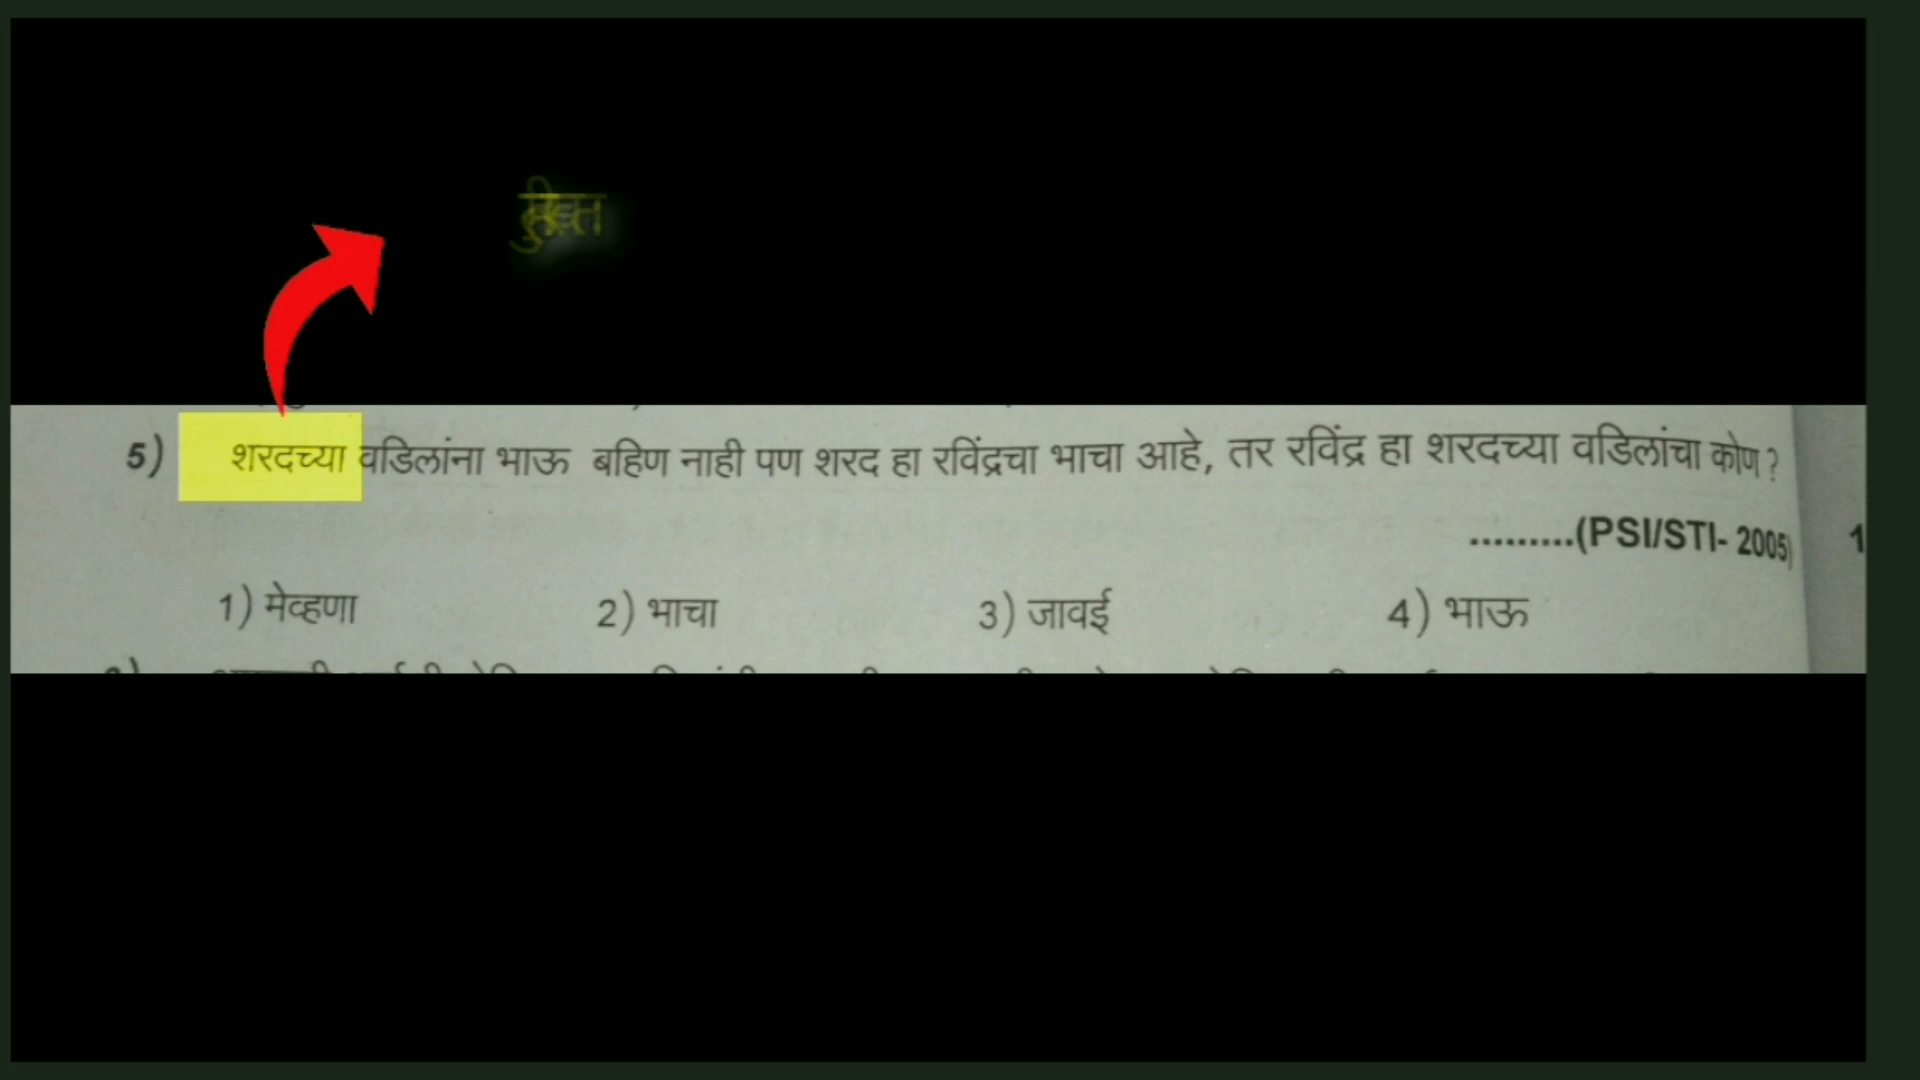 5) शरदच्या वडिलांना भाऊ बहिण नाही पण शरद हा रविंद्रचा भाचा आहे, तर रविंद्र हा शरदच्या वडिलांचा कोण ?
.........(PSI/STI- 2005)
1) मेव्हणा 2) भाचा 3) जावई 4) भाऊ